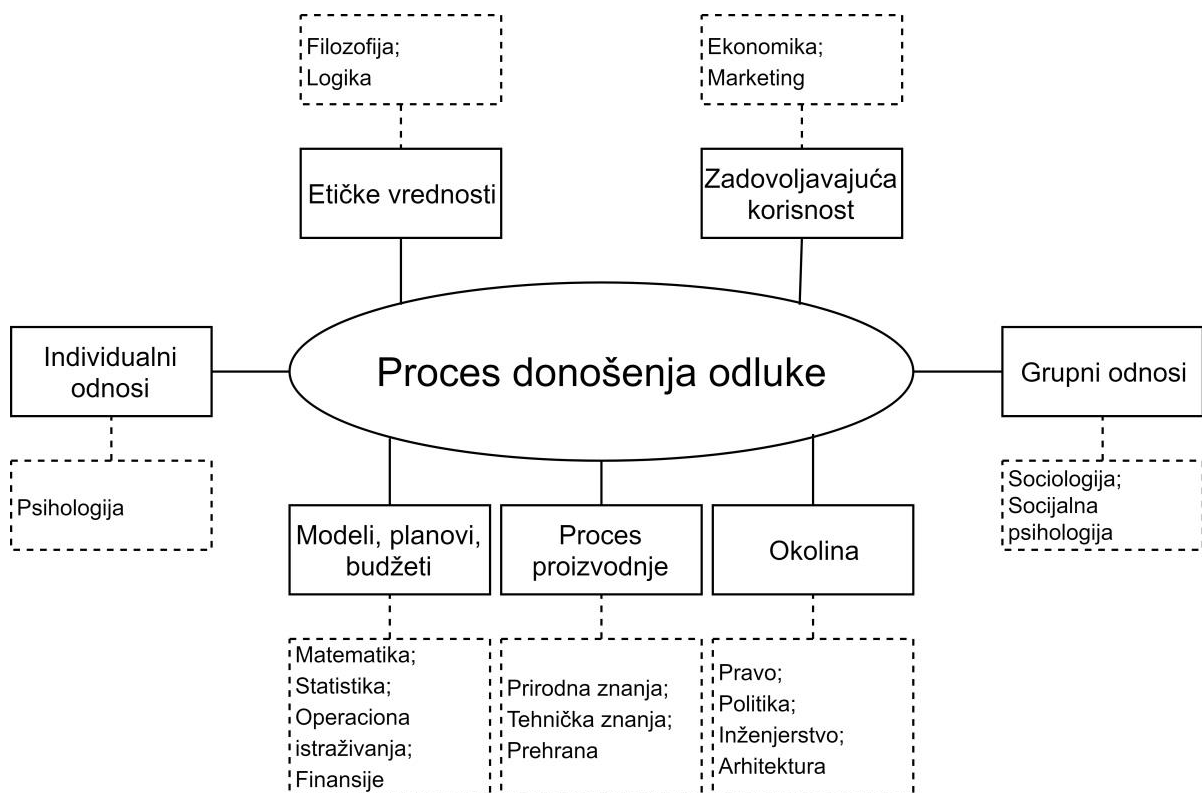 Filozofija;
Logika
Ekonomika;
Marketing
Etičke vrednosti
Zadovoljavajuća
korisnost
Individualni
odnosi
Proces donošenja odluke
Grupni odnosi
Psihologija
Sociologija;
Socijalna
psihologija
Modeli, planovi,
budžeti
Proces
proizvodnje
Okolina
Matematika;
Statistika;
Operaciona
istraživanja;
Finansije
Prirodna znanja;
Tehnička znanja;
Prehrana
Pravo;
Politika;
Inženjerstvo;
Arhitektura